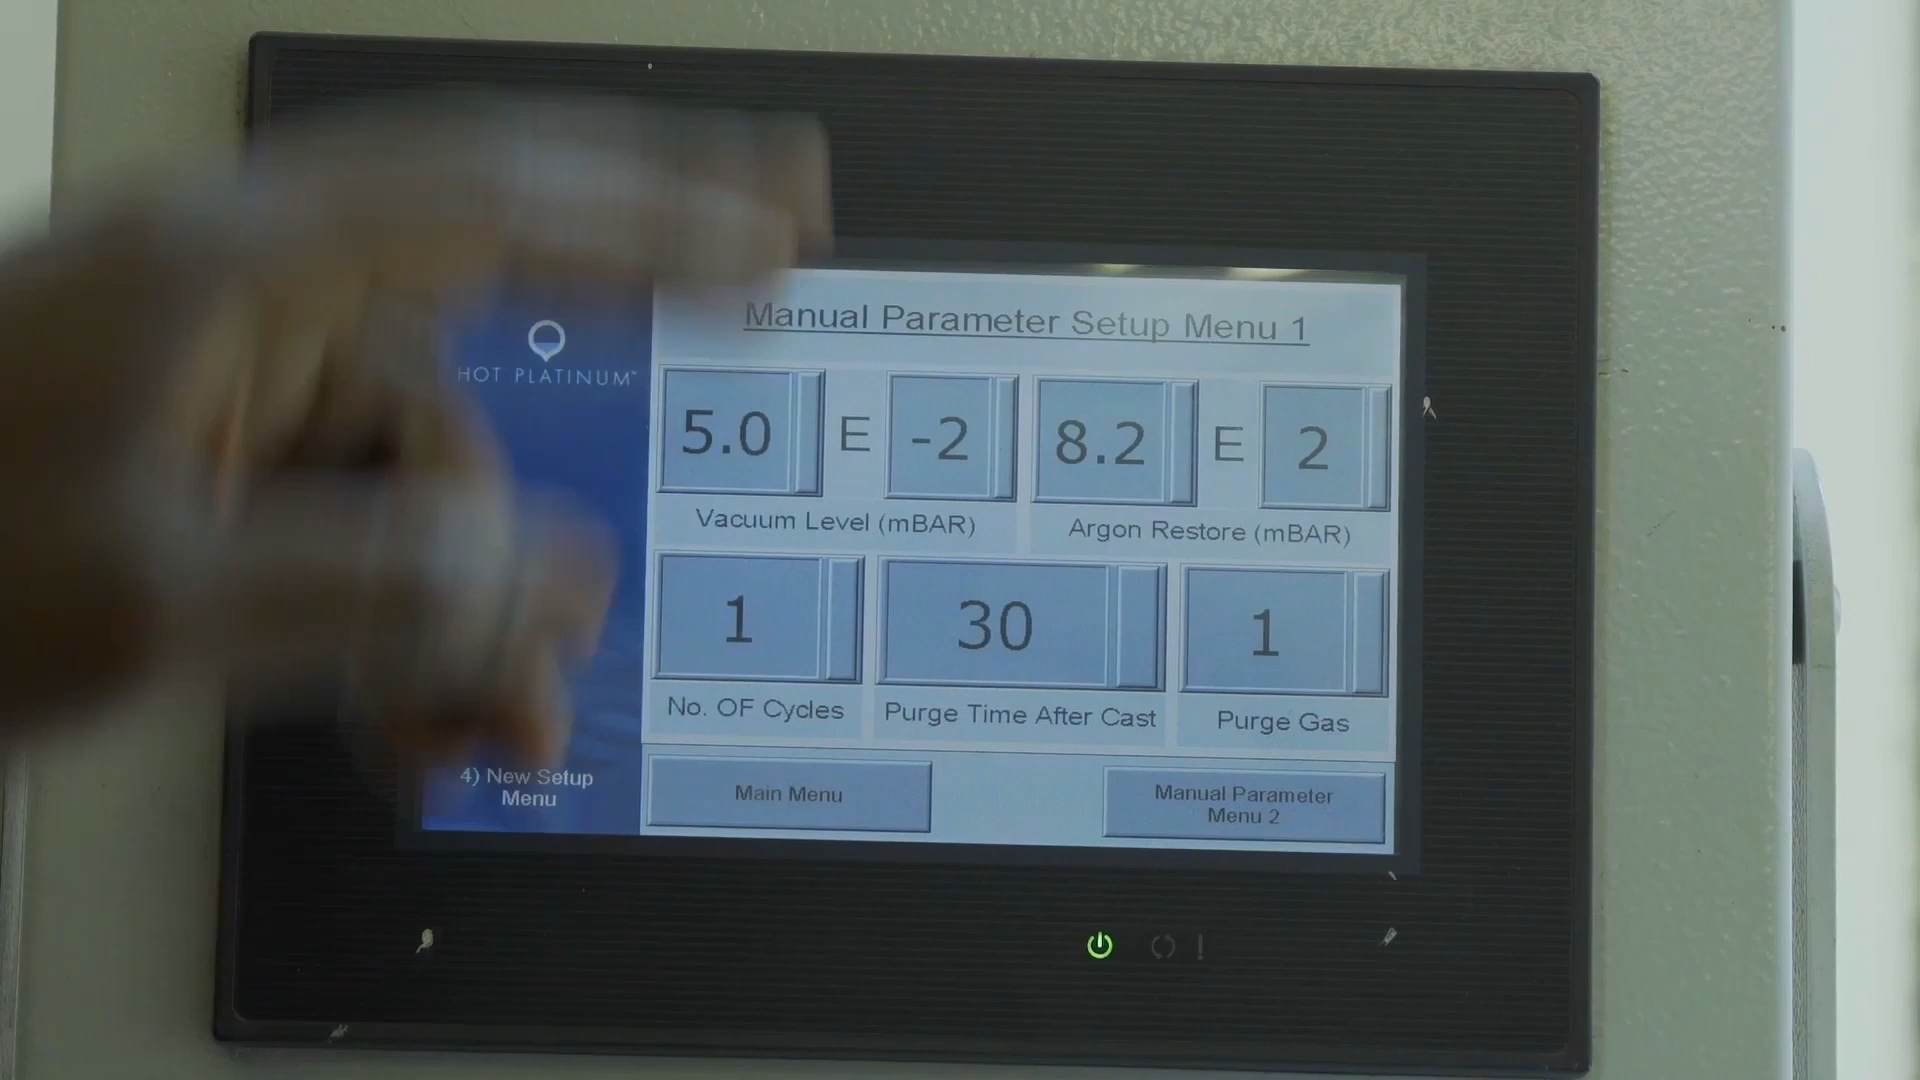 Manual Parameter Setup Menu 1
HOT PLATINUM™
5.0 E -2 8.2 E 2
Vacuum Level (mBAR) Argon Restore (mBAR)
1 30 1
No. OF Cycles Purge Time After Cast Purge Gas
4) New Setup
Menu
Main Menu
Manual Parameter
Menu 2